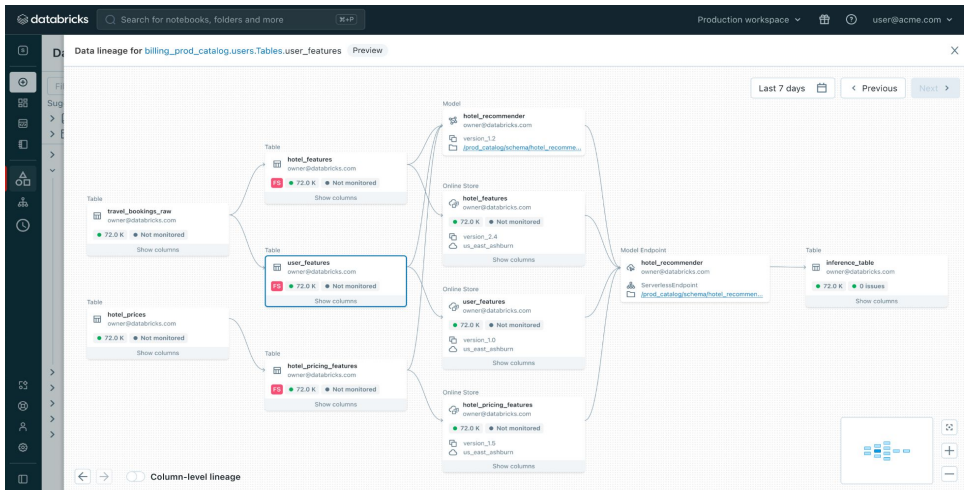 databricks
Search for notebooks, folders and more
⌘+P
Production workspace
user@acme.com
Data lineage for billing_prod_catalog.users.Tables.user_features
Preview
Last 7 days
Previous
Next
Sug
Table
travel_bookings_raw
owner@databricks.com
72.0 K
Not monitored
Show columns
Table
hotel_prices
owner@databricks.com
72.0 K
Not monitored
Show columns
Table
hotel_features
owner@databricks.com
FS
72.0 K
Not monitored
Show columns
Table
user_features
owner@databricks.com
FS
72.0 K
Not monitored
Show columns
Table
hotel_pricing_features
owner@databricks.com
FS
72.0 K
Not monitored
Show columns
Model
hotel_recommender
owner@databricks.com
version_1.2
/prod_catalog/schema/hotel_recomme...
Online Store
hotel_features
owner@databricks.com
72.0 K
Not monitored
version_2.4
us_east_ashburn
Show columns
Online Store
user_features
owner@databricks.com
72.0 K
Not monitored
version_1.0
us_east_ashburn
Show columns
Online Store
hotel_pricing_features
owner@databricks.com
72.0 K
Not monitored
version_1.5
us_east_ashburn
Show columns
Model Endpoint
hotel_recommender
owner@databricks.com
ServerlessEndpoint
/prod_catalog/schema/hotel_recommen...
Table
inference_table
owner@databricks.com
72.0 K
0 issues
Show columns
Column-level lineage